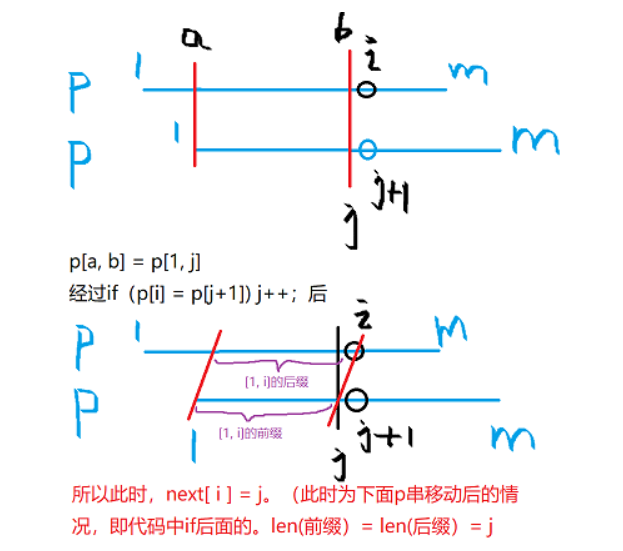 a b i
P 1 m
P 1 m
j j+1
p[a, b] = p[1, j]
经过if（p[i] = p[j+1]) j++；后
P 1 i m
[1, i]的后缀
P
[1, i]的前缀
1 j j+1 m
所以此时，next[ i ] = j。（此时为下面p串移动后的情
况，即代码中if后面的。len(前缀）= len(后缀）= j